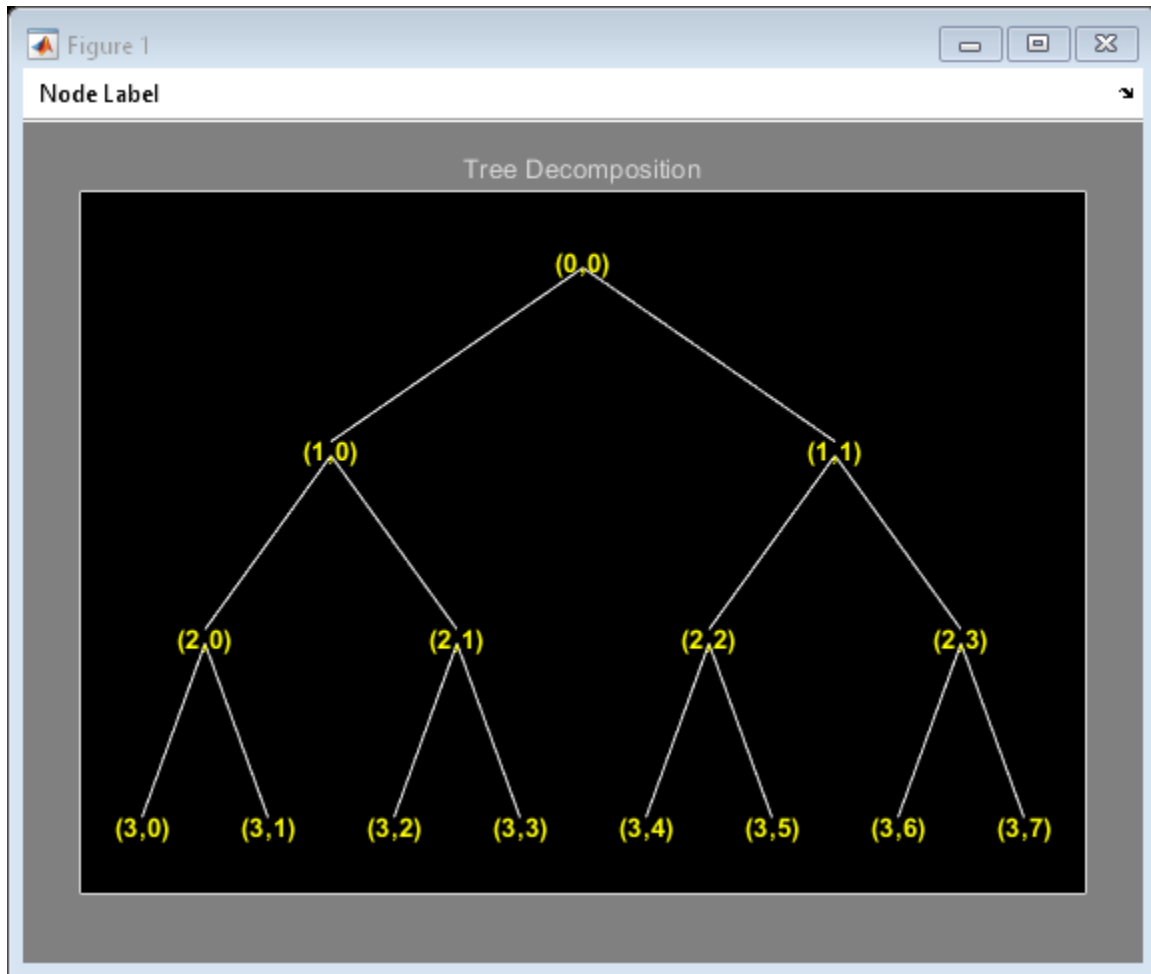 Figure 1
Node Label
Tree Decomposition
(0,0)
(1,0) (1,1)
(2,0) (2,1) (2,2) (2,3)
(3,0) (3,1) (3,2) (3,3) (3,4) (3,5) (3,6) (3,7)